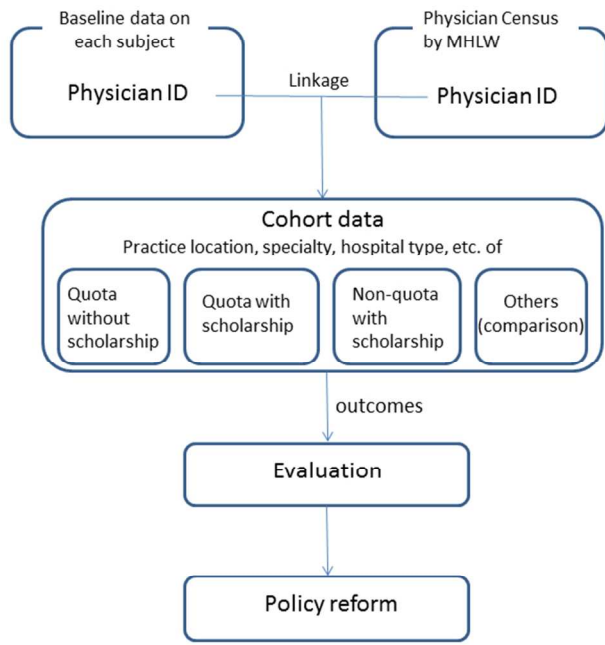 Baseline data on
each subject
Physician ID
Linkage
Physician Census
by MHLW
Physician ID
Cohort data
Practice location, specialty, hospital type, etc. of
Quota
without
scholarship
Quota with
scholarship
Non-quota
with
scholarship
Others
(comparison)
outcomes
Evaluation
Policy reform